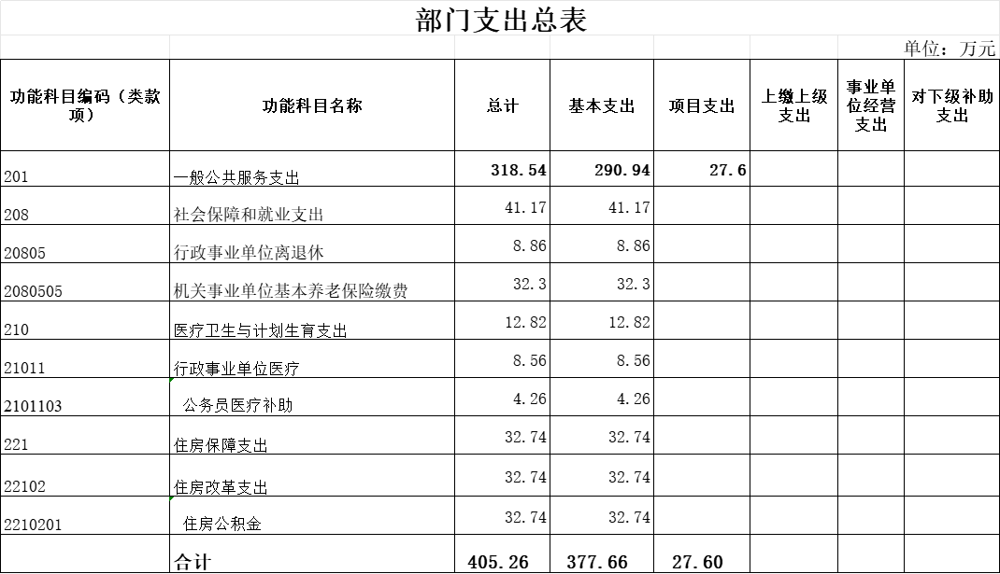 部门支出总表
单位：万元
功能科目编码（类款项） 功能科目名称 总计 基本支出 项目支出 上缴上级支出 事业单位经营支出 对下级补助支出
201 一般公共服务支出 318.54 290.94 27.6
208 社会保障和就业支出 41.17 41.17
20805 行政事业单位离退休 8.86 8.86
2080505 机关事业单位基本养老保险缴费 32.3 32.3
210 医疗卫生与计划生育支出 12.82 12.82
21011 行政事业单位医疗 8.56 8.56
2101103 公务员医疗补助 4.26 4.26
221 住房保障支出 32.74 32.74
22102 住房改革支出 32.74 32.74
2210201 住房公积金 32.74 32.74
合计 405.26 377.66 27.60